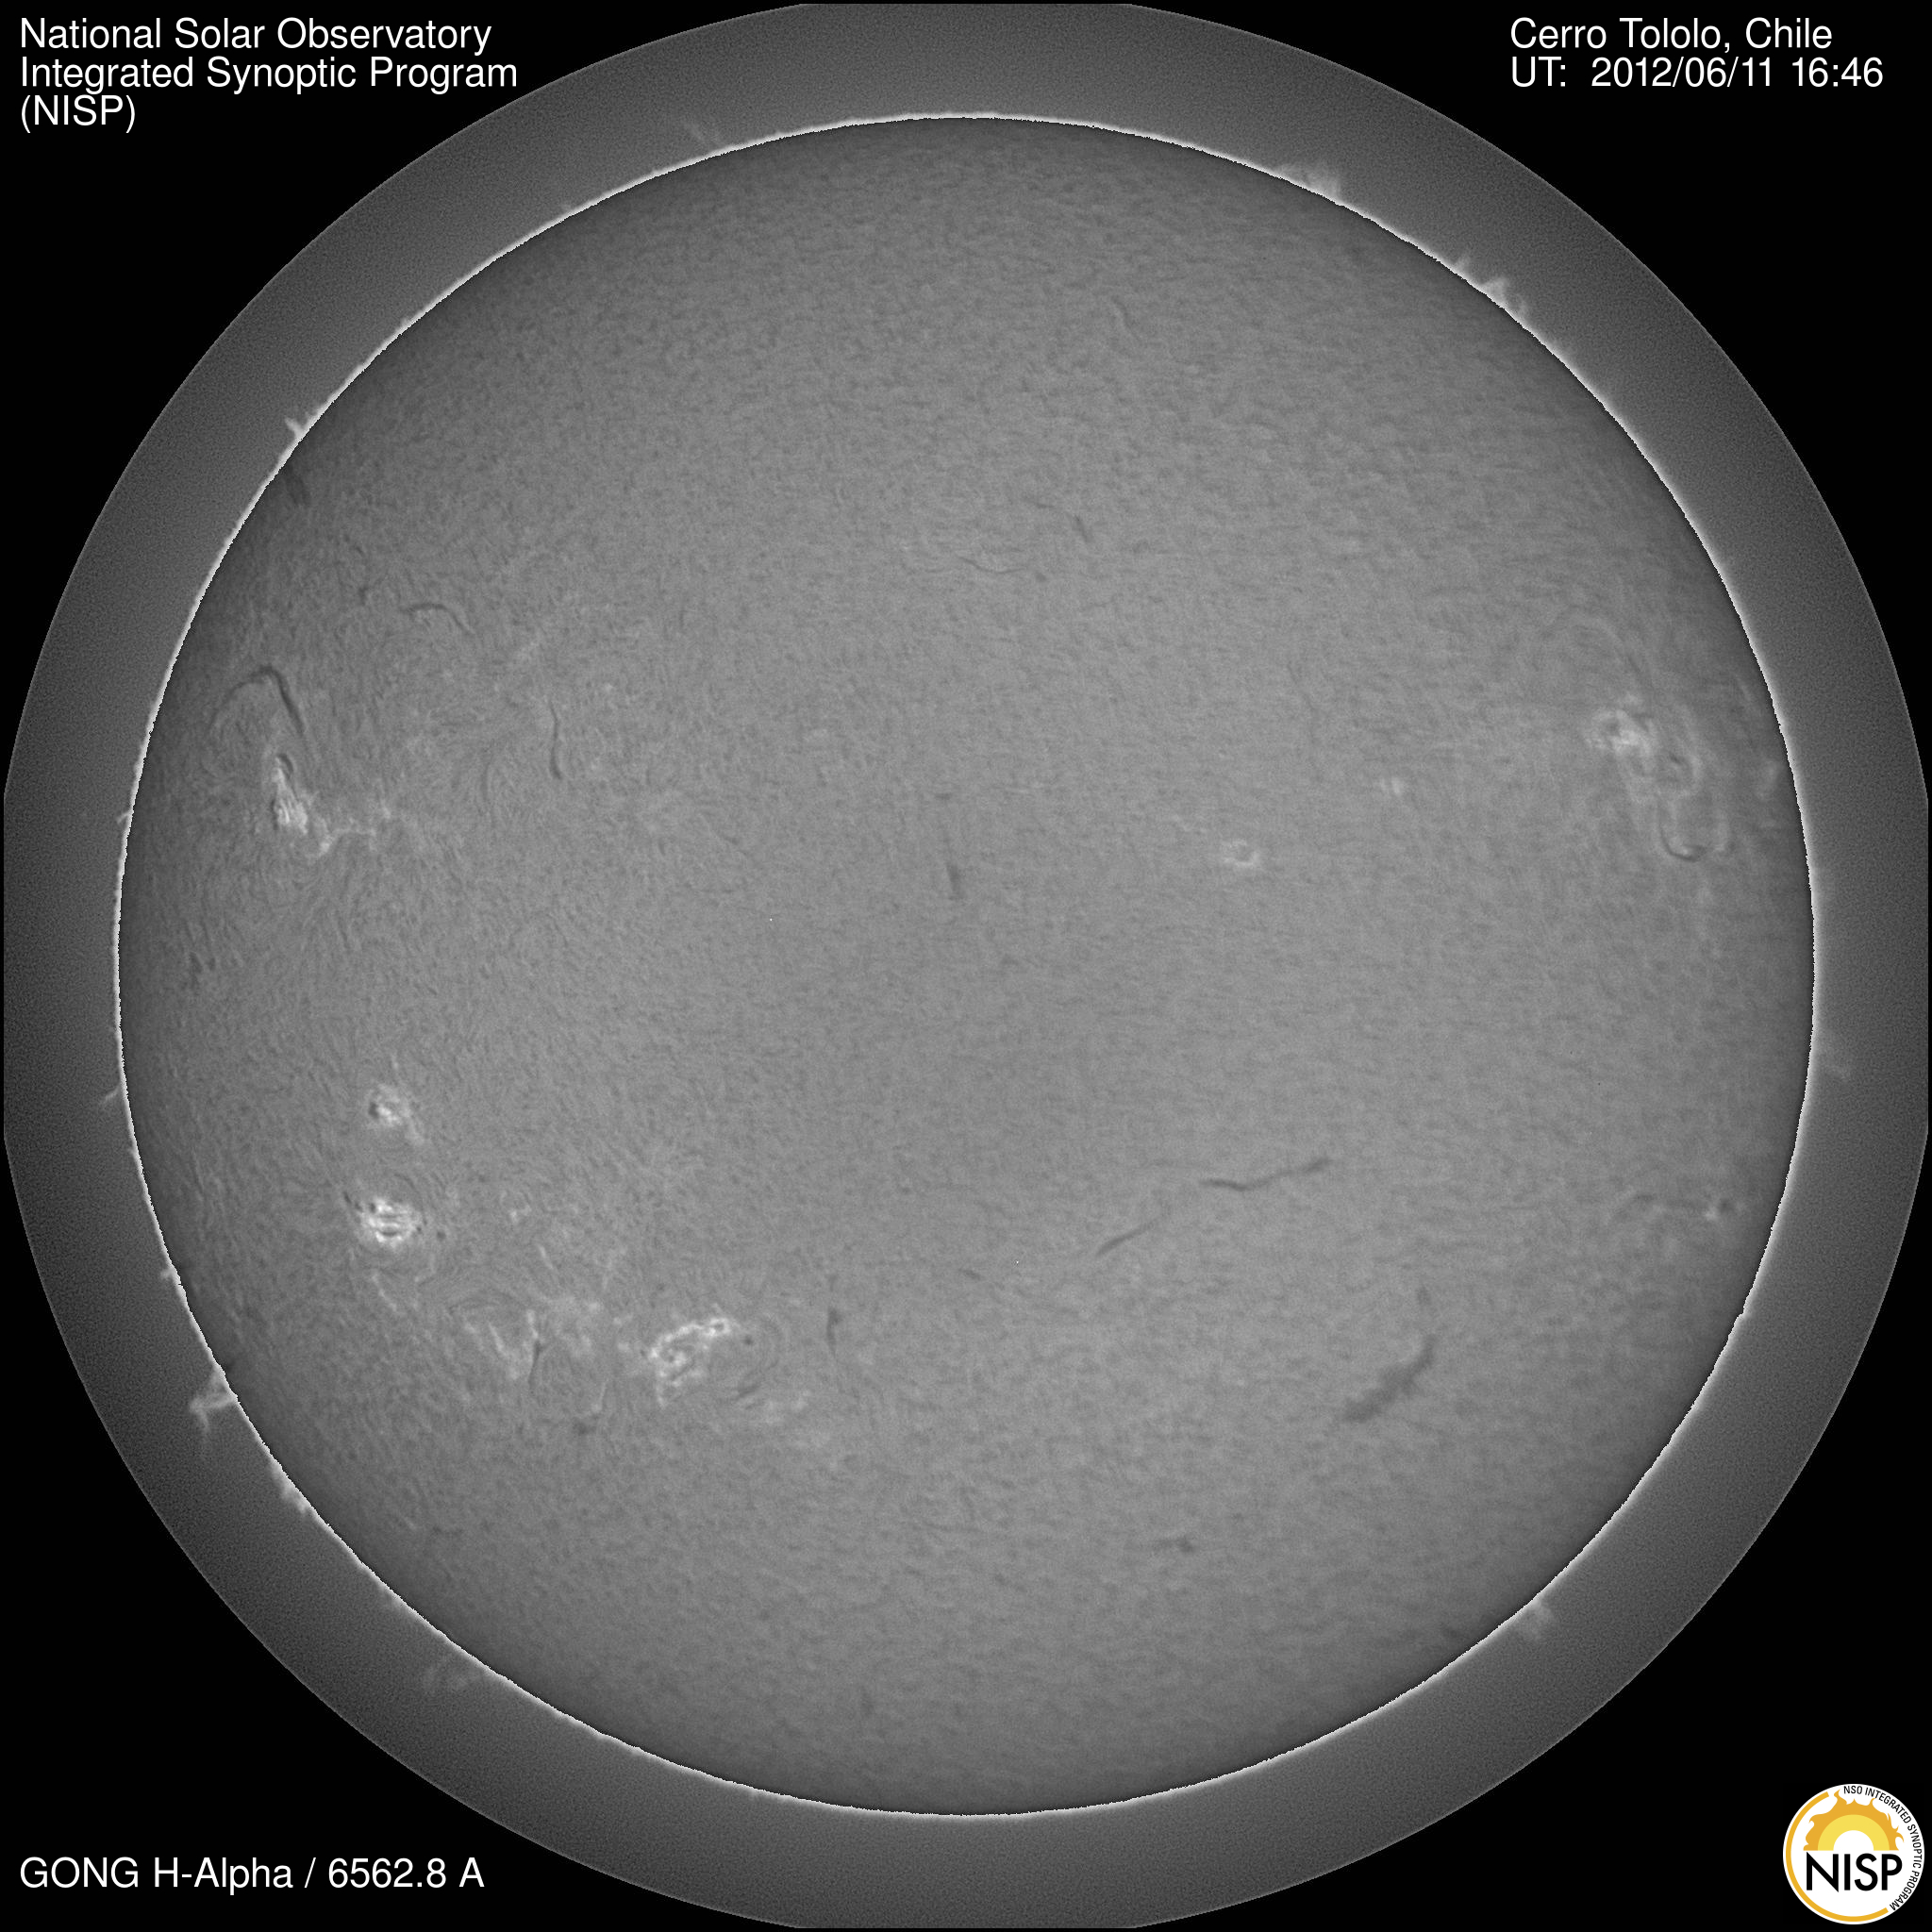 National Solar Observatory
Integrated Synoptic Program
(NISP)
Cerro Tololo, Chile
UT: 2012/06/11 16:46
GONG H-Alpha / 6562.8 A
NSO INTEGRATED SYNOPTIC PROGRAM
NISP